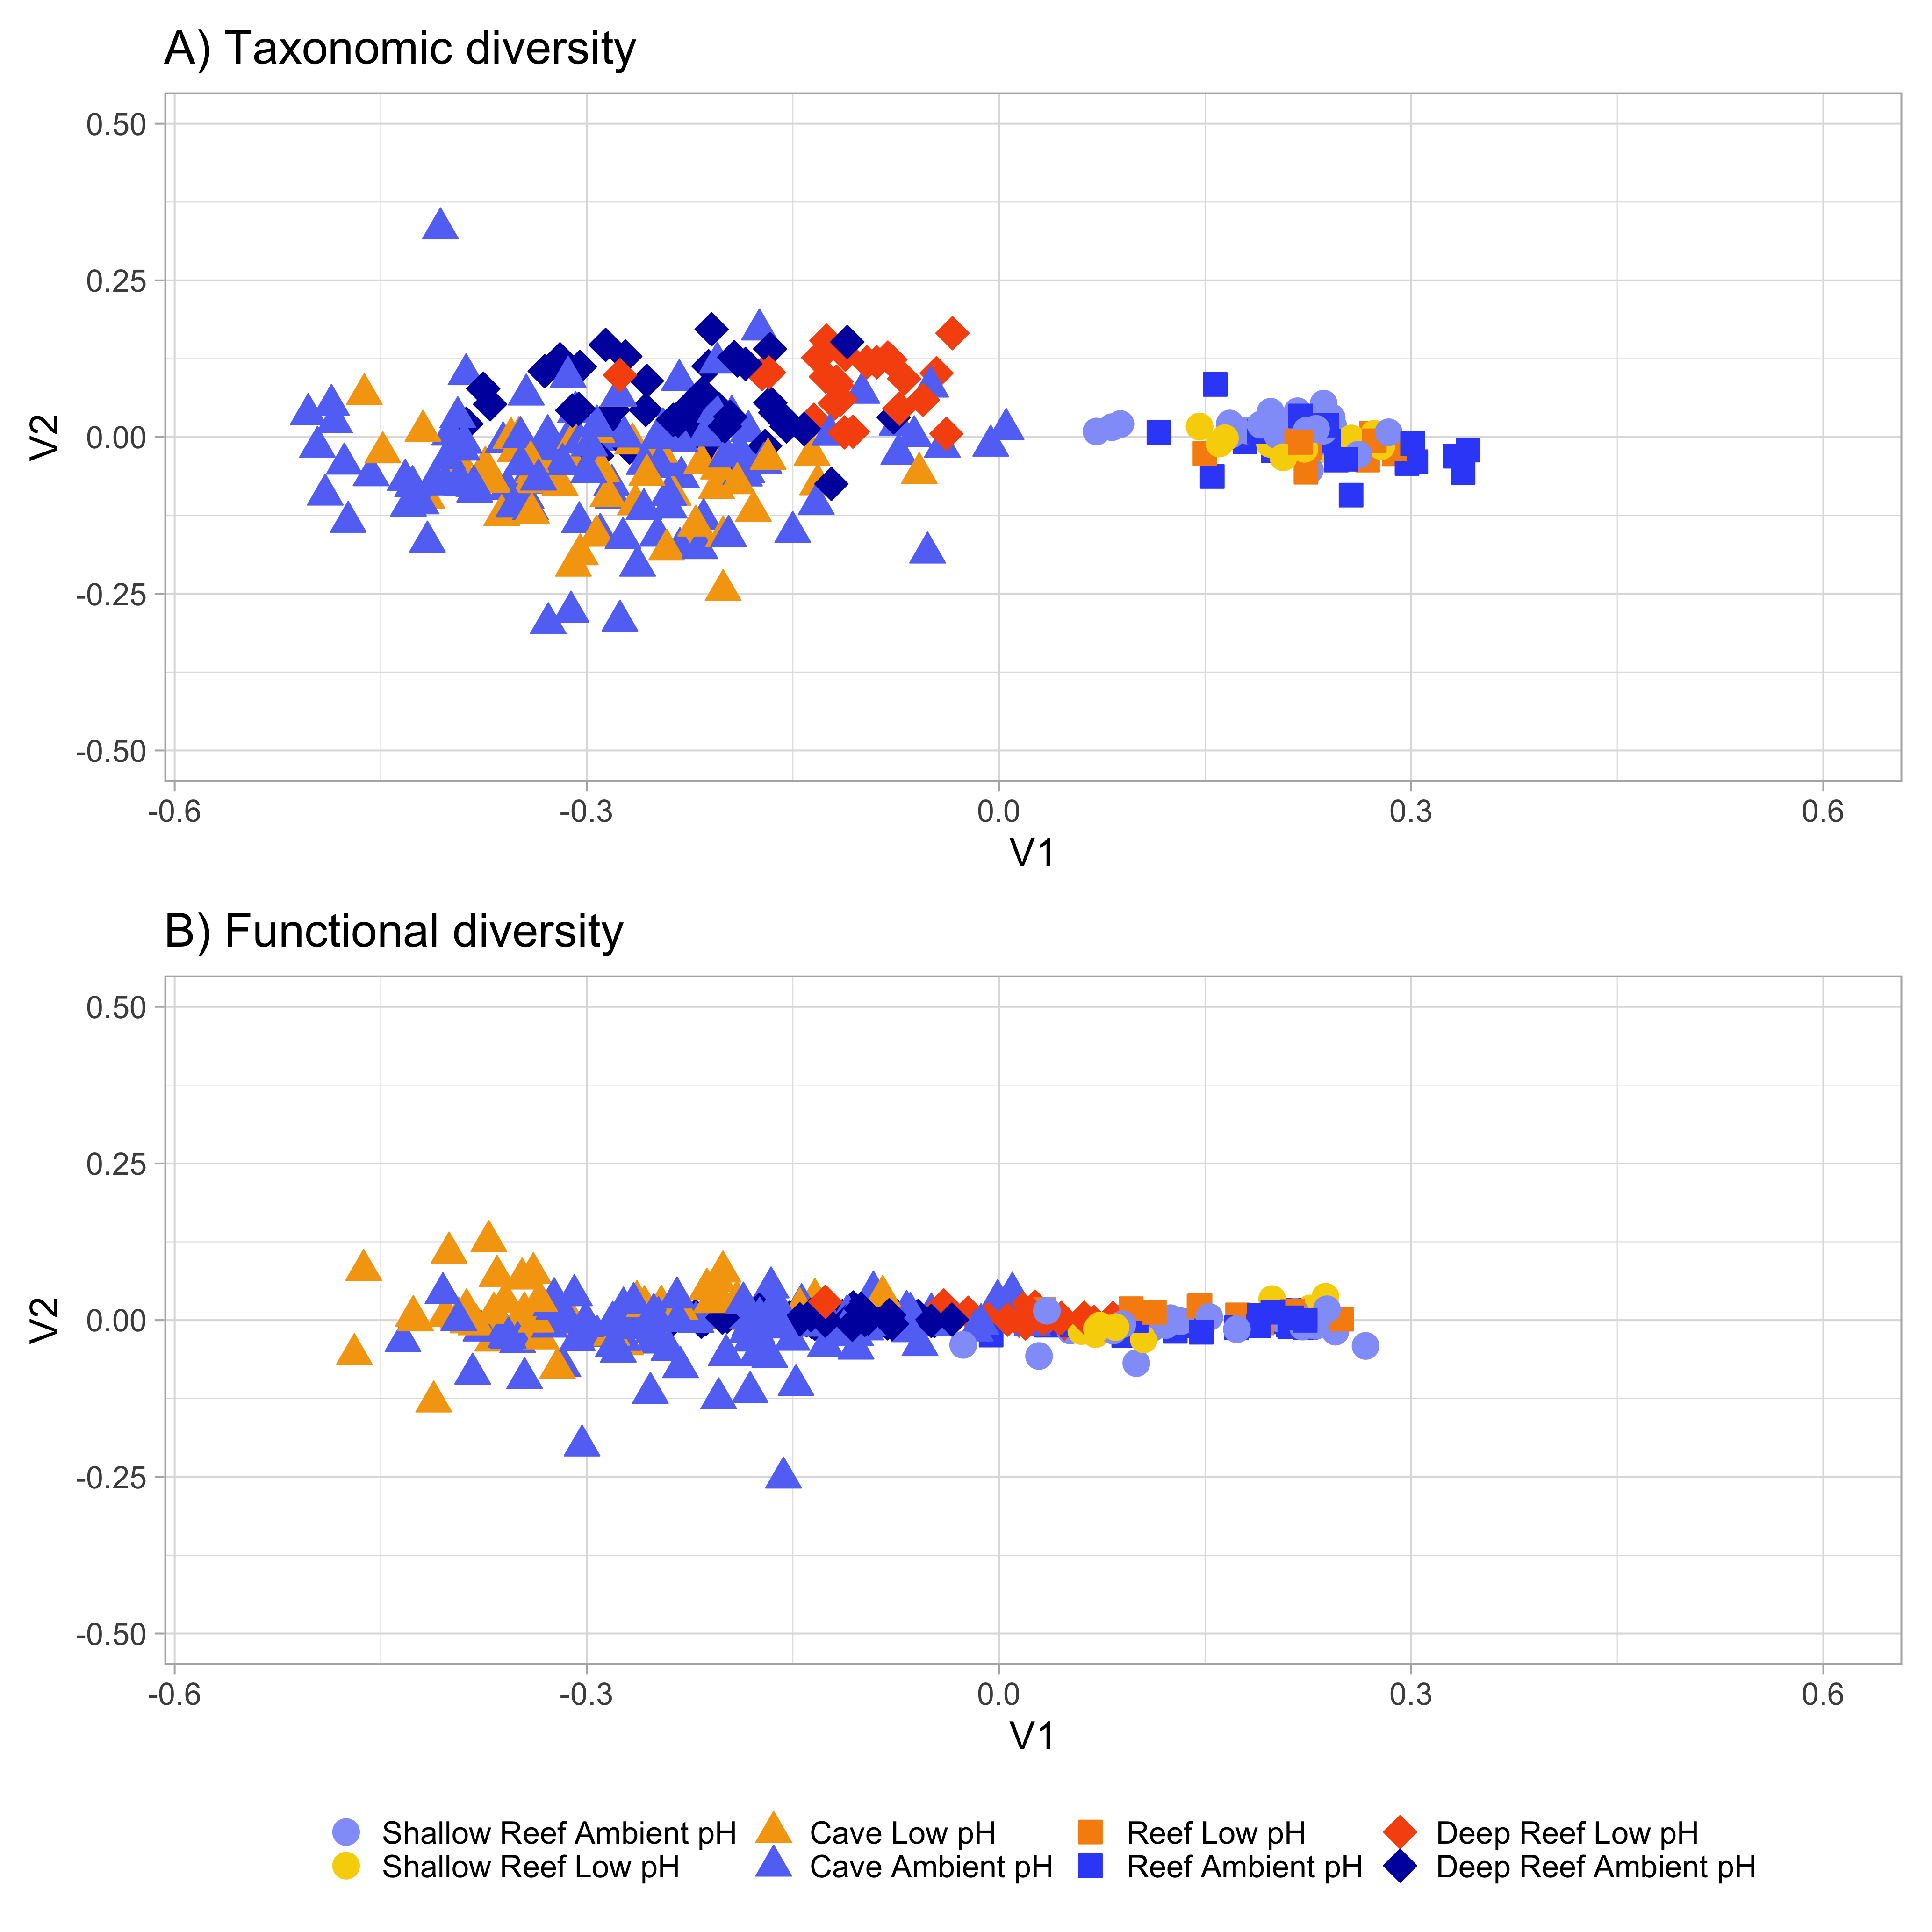 A) Taxonomic diversity
0.50
0.25
0.00
-0.25
-0.50
V2
-0.6 -0.3 0.0 0.3 0.6
V1
B) Functional diversity
0.50
0.25
0.00
-0.25
-0.50
V2
-0.6 -0.3 0.0 0.3 0.6
V1
Shallow Reef Ambient pH Cave Low pH Reef Low pH Deep Reef Low pH
Shallow Reef Low pH Cave Ambient pH Reef Ambient pH Deep Reef Ambient pH